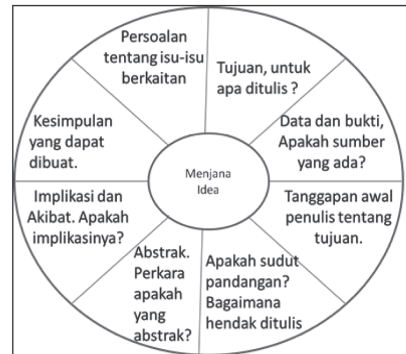 Persoalan
tentang isu-isu
berkaitan
Tujuan, untuk
apa ditulis ?
Data dan bukti,
Apakah sumber
yang ada?
Tanggapan awal
penulis tentang
tujuan.
Apakah sudut
pandangan?
Bagaimana
hendak ditulis
Abstrak.
Perkara
apakah
yang
abstrak?
Implikasi dan
Akibat. Apakah
implikasinya?
Kesimpulan
yang dapat
dibuat.
Menjana
Idea